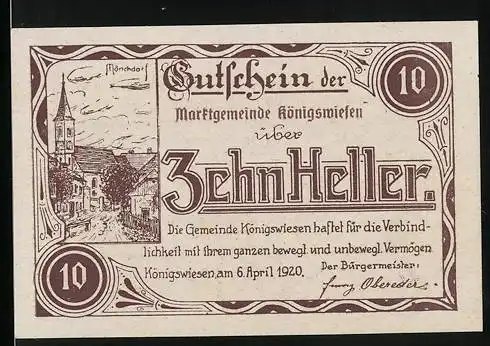 Mönchdorf
Gutschein der
10
Marktgemeinde Königswiesen
über
Zehn Heller.
Die Gemeinde Königswiesen haftet für die Verbind-
lichkeit mit ihrem ganzen bewegl. und unbewegl. Vermögen
Königswiesen, am 6. April 1920.
Der Bürgermeister:
10